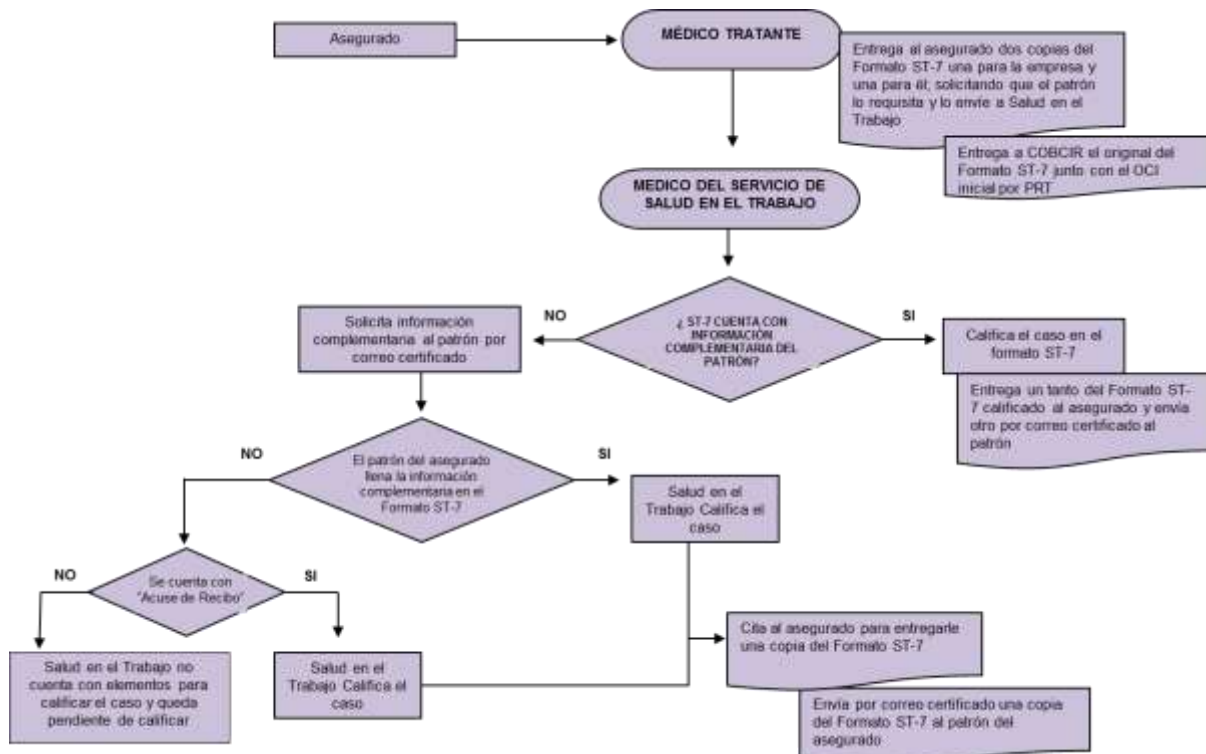 Asegurado
MÉDICO TRATANTE
Entrega al asegurado dos copias del
Formato ST-7 una para la empresa y
una para él; solicitando que el patrón
lo requisita y lo envíe a Salud en el
Trabajo
Entrega a COBCIR el original del
Formato ST-7 junto con el OCI
inicial por PRT
MEDICO DEL SERVICIO DE
SALUD EN EL TRABAJO
¿ ST-7 CUENTA CON
INFORMACIÓN
COMPLEMENTARIA DEL
PATRÓN?
NO
SI
Solicita información
complementaria al patrón por
correo certificado
Califica el caso en el
formato ST-7
Entrega un tanto del Formato ST-
7 calificado al asegurado y envía
otro por correo certificado al
patrón
El patrón del asegurado
llena la información
complementaria en el
Formato ST-7
NO
SI
Salud en el
Trabajo Califica el
caso
Se cuenta con
"Acuse de Recibo"
NO
SI
Salud en el Trabajo no
cuenta con elementos para
calificar el caso y queda
pendiente de calificar
Salud en el
Trabajo Califica el
caso
Cita al asegurado para entregarle
una copia del Formato ST-7
Envía por correo certificado una copia
del Formato ST-7 al patrón del
asegurado